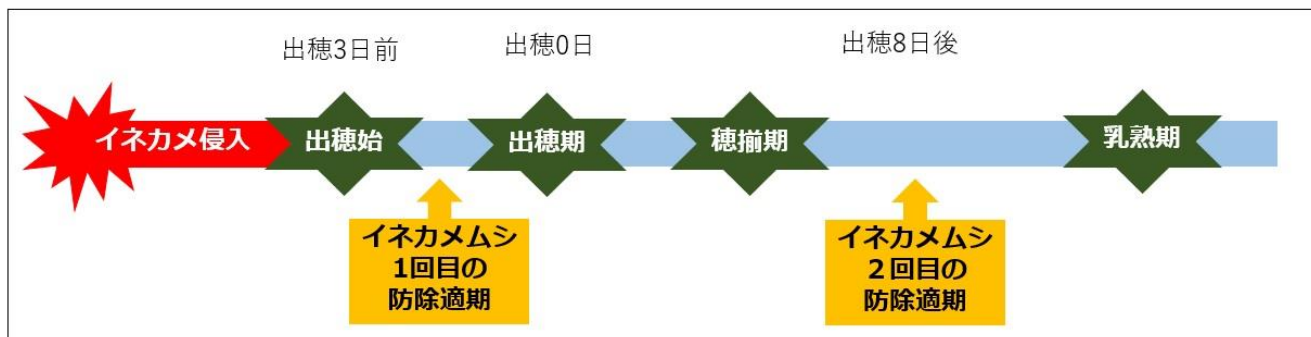 出穂3日前
出穂0日
出穂8日後
イネカメ侵入
出穂始
出穂期
穂揃期
乳熟期
イネカメムシ
1回目の
防除適期
イネカメムシ
２回目の
防除適期